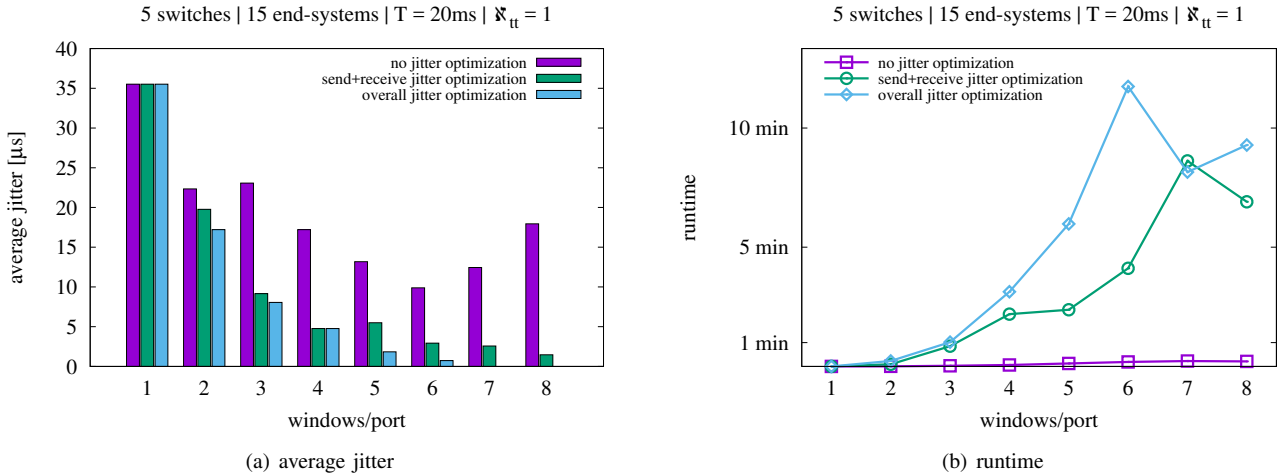 5 switches | 15 end-systems | T = 20ms | ℵtt = 1
no jitter optimization
send+receive jitter optimization
overall jitter optimization
average jitter [µs]
40
35
30
25
20
15
10
5
0
1 2 3 4 5 6 7 8
windows/port
(a) average jitter
5 switches | 15 end-systems | T = 20ms | ℵtt = 1
no jitter optimization
send+receive jitter optimization
overall jitter optimization
runtime
10 min
5 min
1 min
1 2 3 4 5 6 7 8
windows/port
(b) runtime